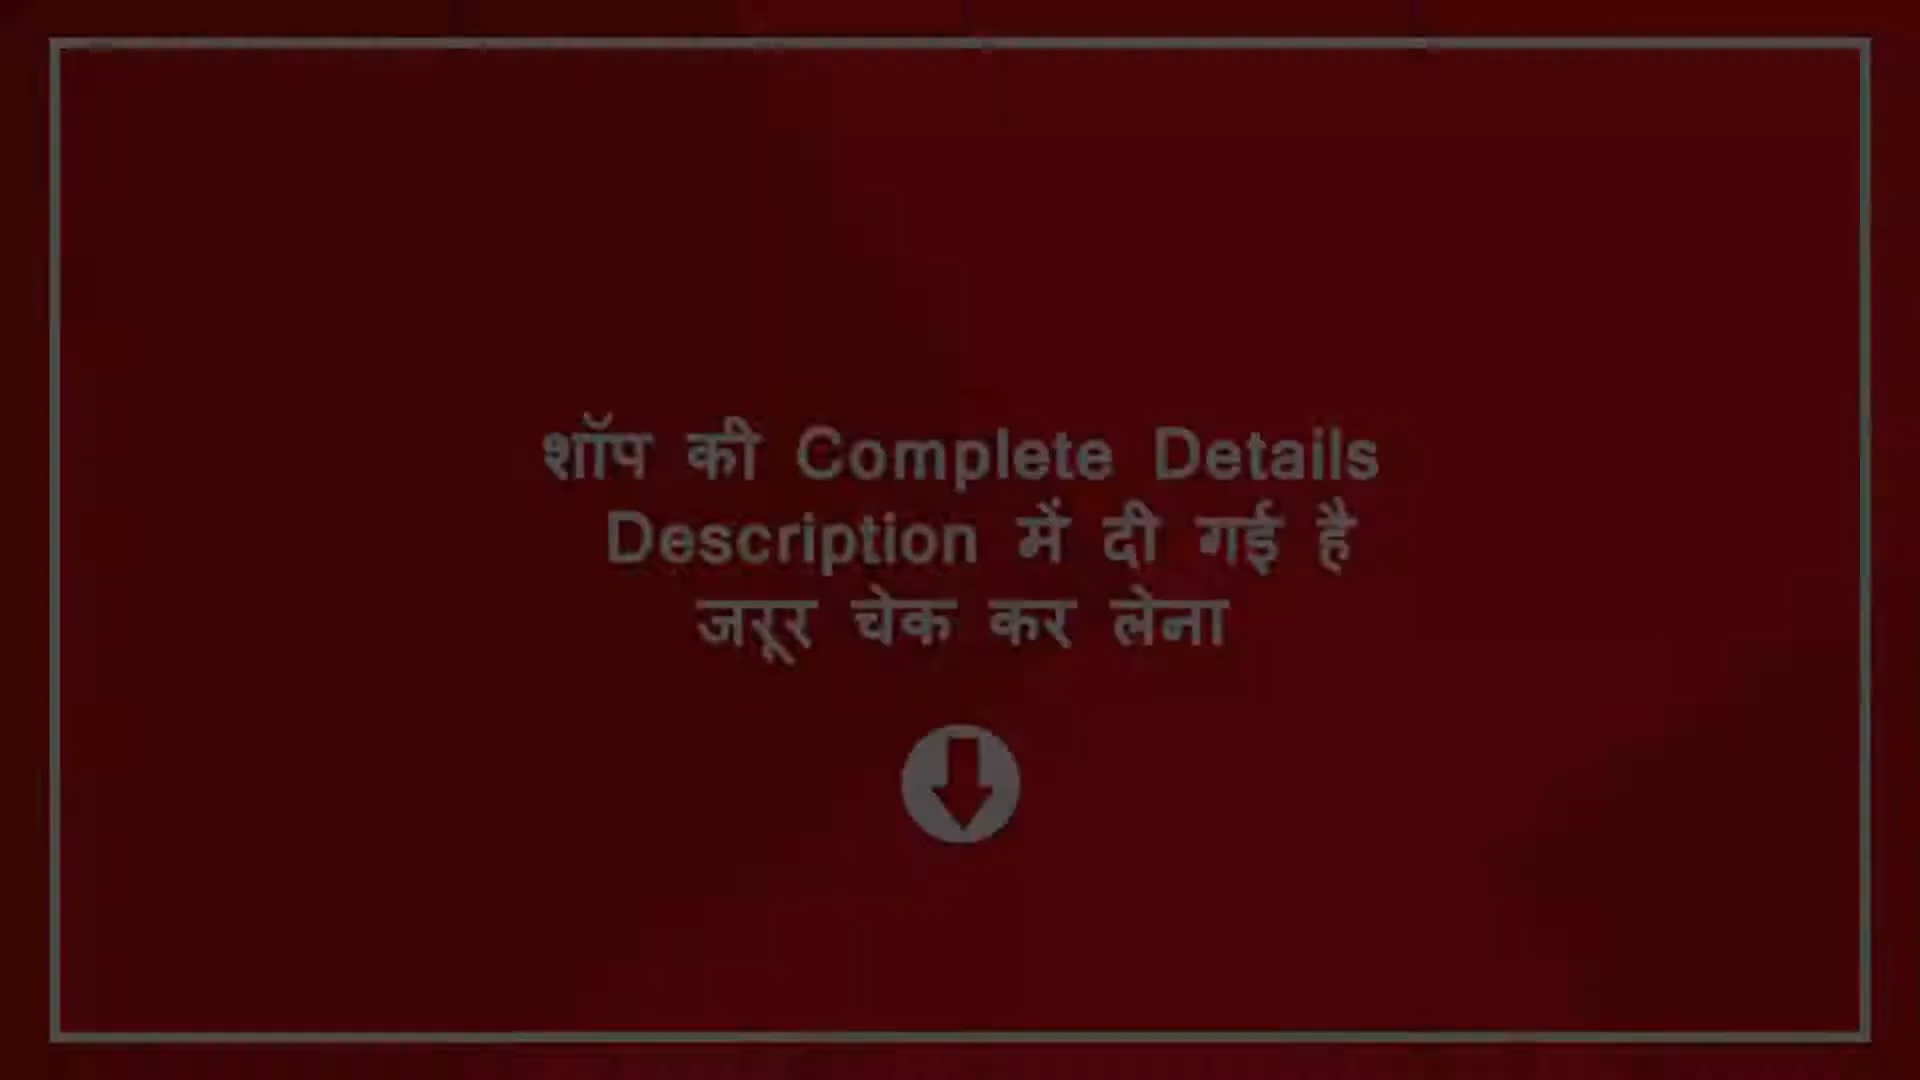 शॉप की Complete Details
Description में दी गई है
जरूर चेक कर लेना